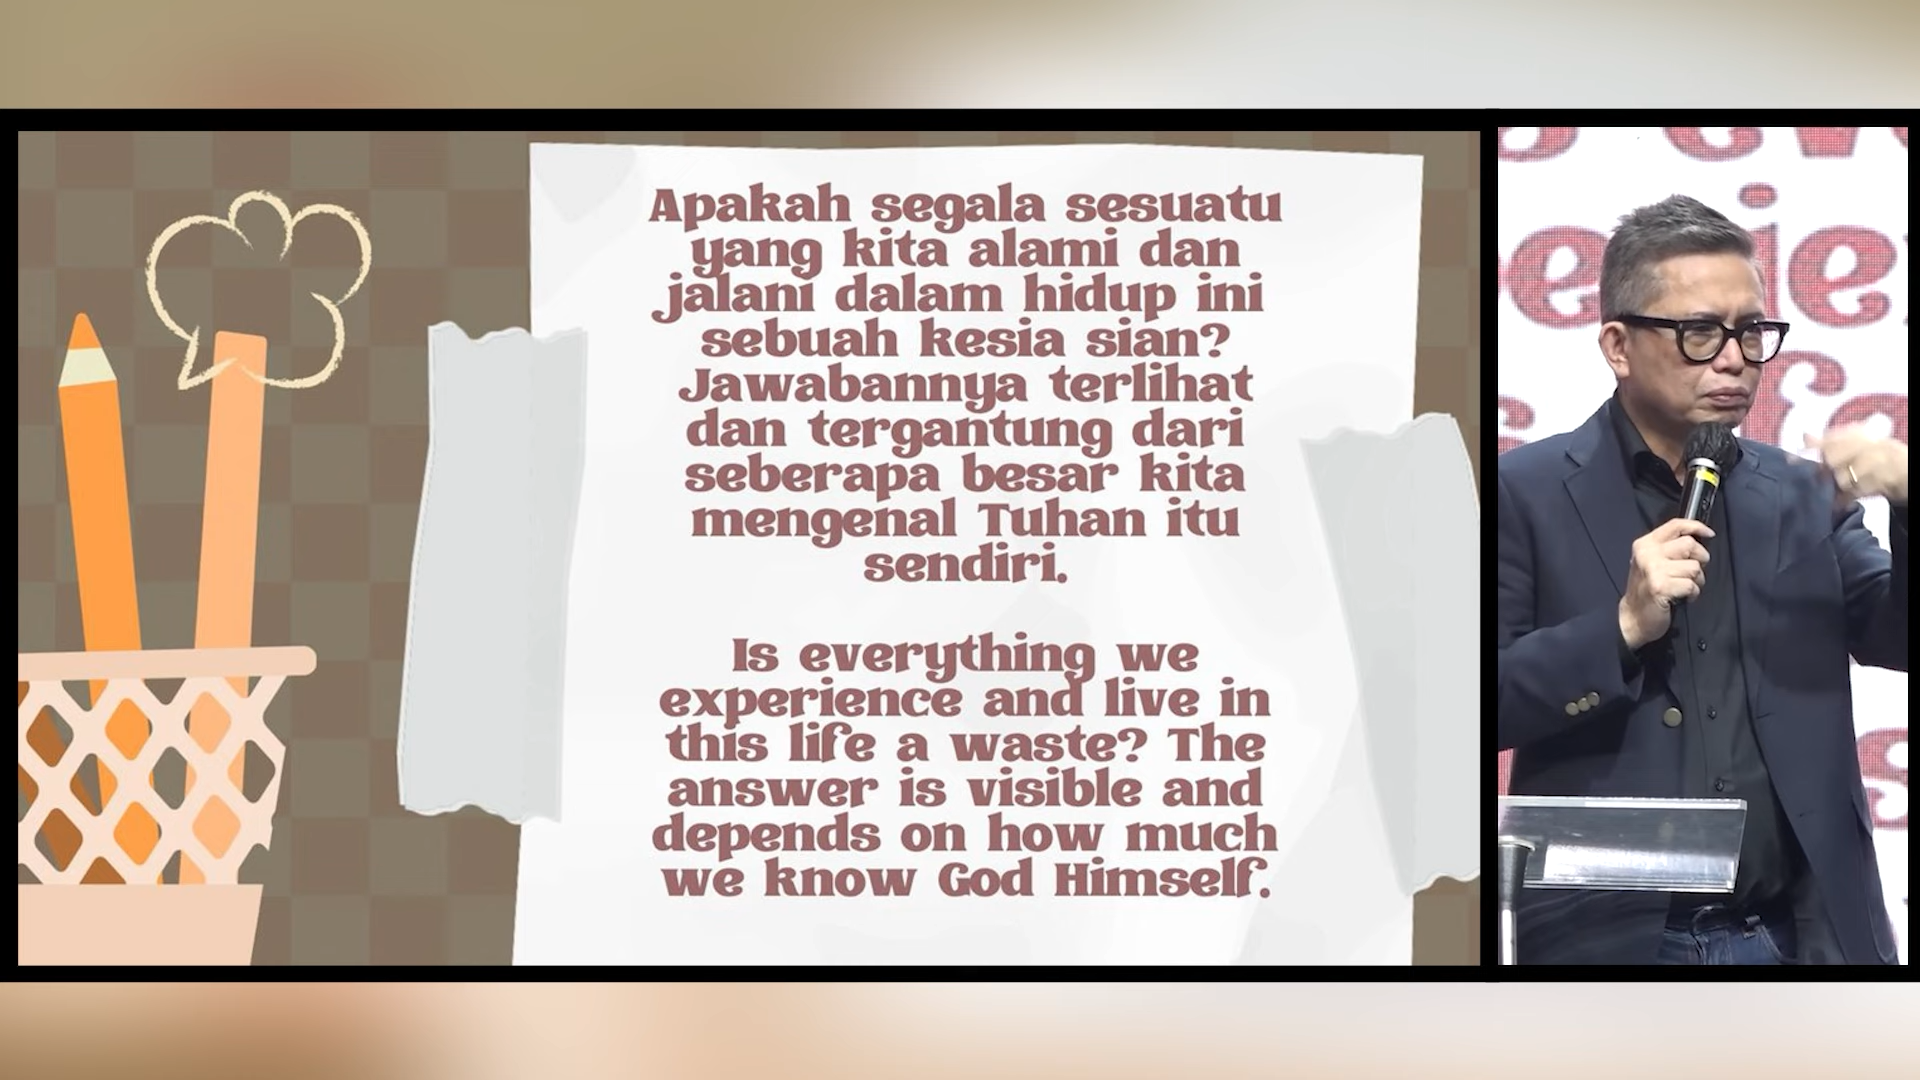 Apakah segala sesuatu
yang kita alami dan
jalani dalam hidup ini
sebuah kesia sian?
Jawabannya terlihat
dan tergantung dari
seberapa besar kita
mengenal Tuhan itu
sendiri.
Is everything we
experience and live in
this life a waste? The
answer is visible and
depends on how much
we know God Himself.